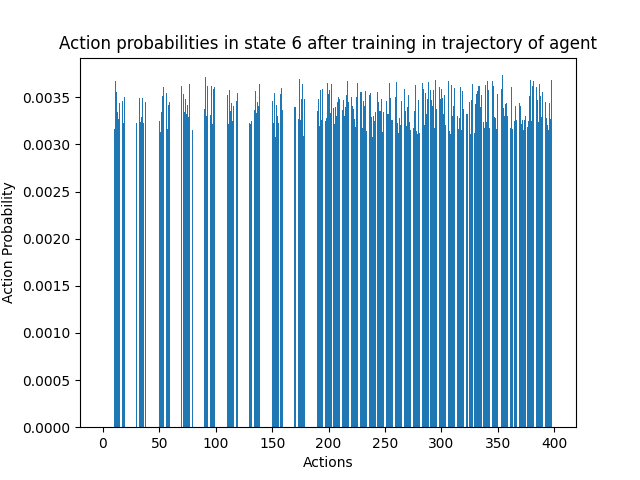 Action probabilities in state 6 after training in trajectory of agent
0.0035
0.0030
0.0025
0.0020
0.0015
0.0010
0.0005
0.0000
Action Probability
0 50 100 150 200 250 300 350 400
Actions